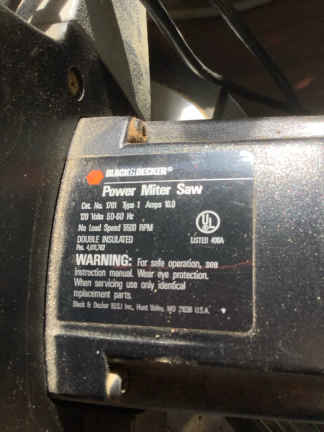 BLACK & DECKER®
Power Miter Saw
Cat. No. 1701 Type 1 Amps 10.0
120 Volts 50-60 Hz
No Load Speed 5500 RPM
DOUBLE INSULATED
UL
LISTED 400A
WARNING: For safe operation, see
instruction manual. Wear eye protection.
When servicing use only identical
replacement parts.
Black & Decker (U.S.) Inc., Hunt Valley, MD U.S.A.